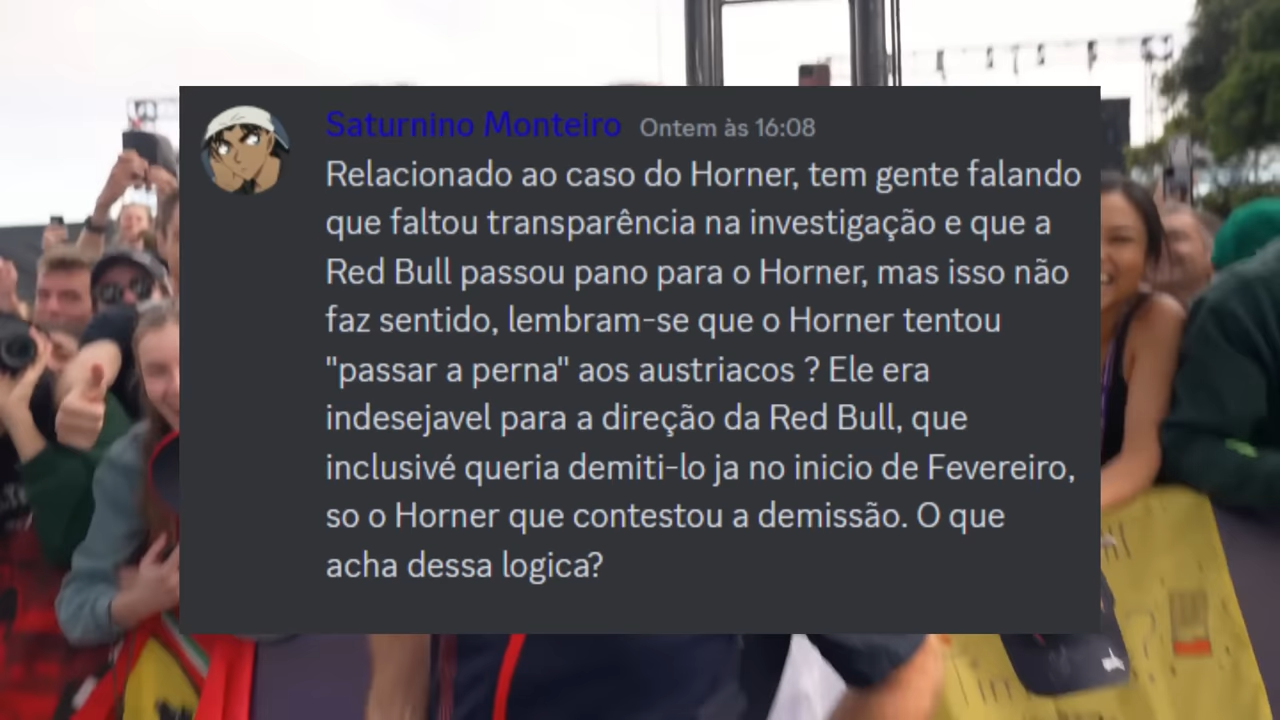 Saturnino Monteiro Ontem às 16:08
Relacionado ao caso do Horner, tem gente falando
que faltou transparência na investigação e que a
Red Bull passou pano para o Horner, mas isso não
faz sentido, lembram-se que o Horner tentou
"passar a perna" aos austriacos ? Ele era
indesejavel para a direção da Red Bull, que
inclusivé queria demiti-lo ja no inicio de Fevereiro,
so o Horner que contestou a demissão. O que
acha dessa logica?